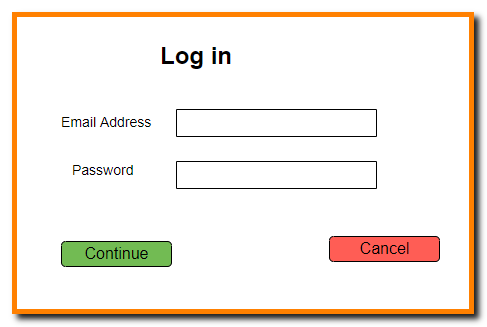 Log in
Email Address
Password
Continue
Cancel